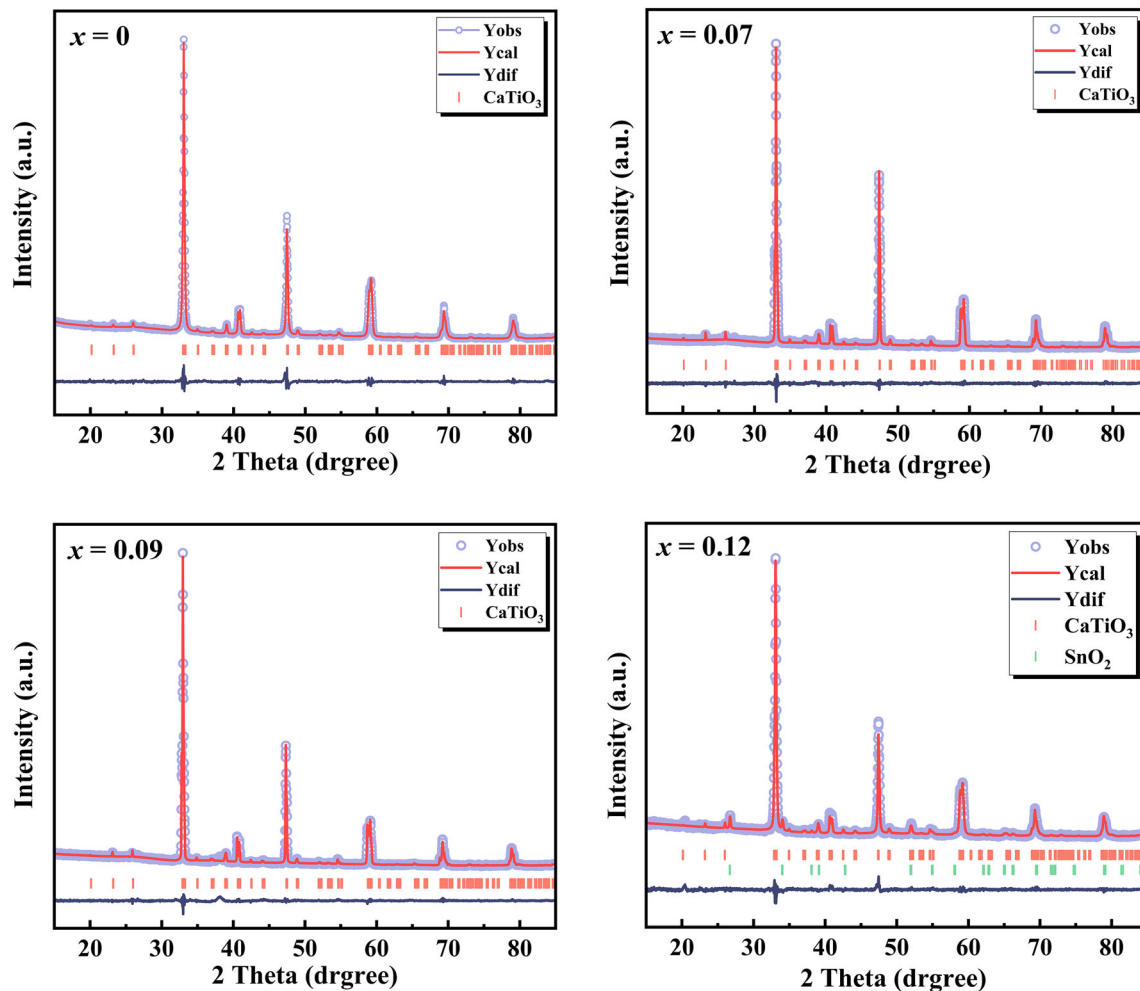 x = 0
Yobs
Ycal
Ydif
CaTiO₃
Intensity (a.u.)
20 30 40 50 60 70 80
2 Theta (drgree)
x = 0.07
Yobs
Ycal
Ydif
CaTiO₃
Intensity (a.u.)
20 30 40 50 60 70 80
2 Theta (drgree)
x = 0.09
Yobs
Ycal
Ydif
CaTiO₃
Intensity (a.u.)
20 30 40 50 60 70 80
2 Theta (drgree)
x = 0.12
Yobs
Ycal
Ydif
CaTiO₃
SnO₂
Intensity (a.u.)
20 30 40 50 60 70 80
2 Theta (drgree)